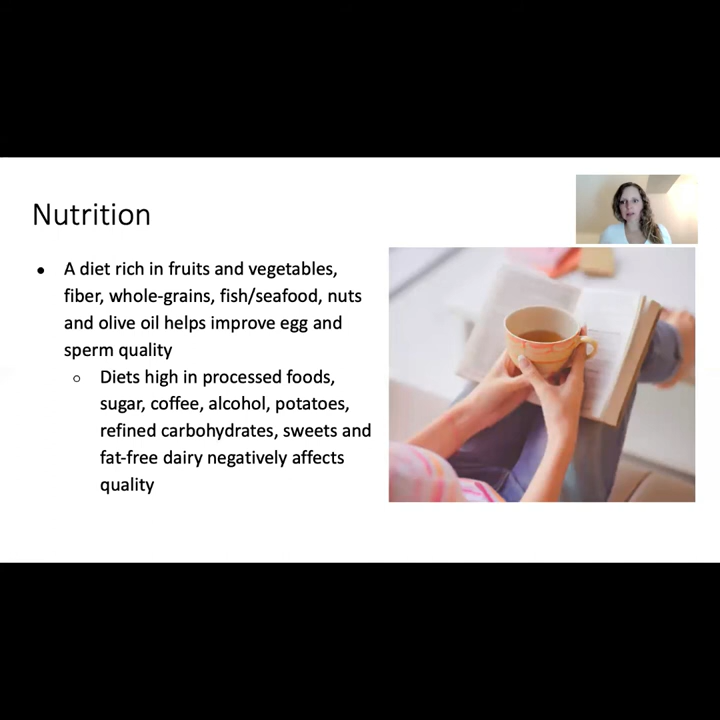 Nutrition
● A diet rich in fruits and vegetables,
fiber, whole-grains, fish/seafood, nuts
and olive oil helps improve egg and
sperm quality
○ Diets high in processed foods,
sugar, coffee, alcohol, potatoes,
refined carbohydrates, sweets and
fat-free dairy negatively affects
quality